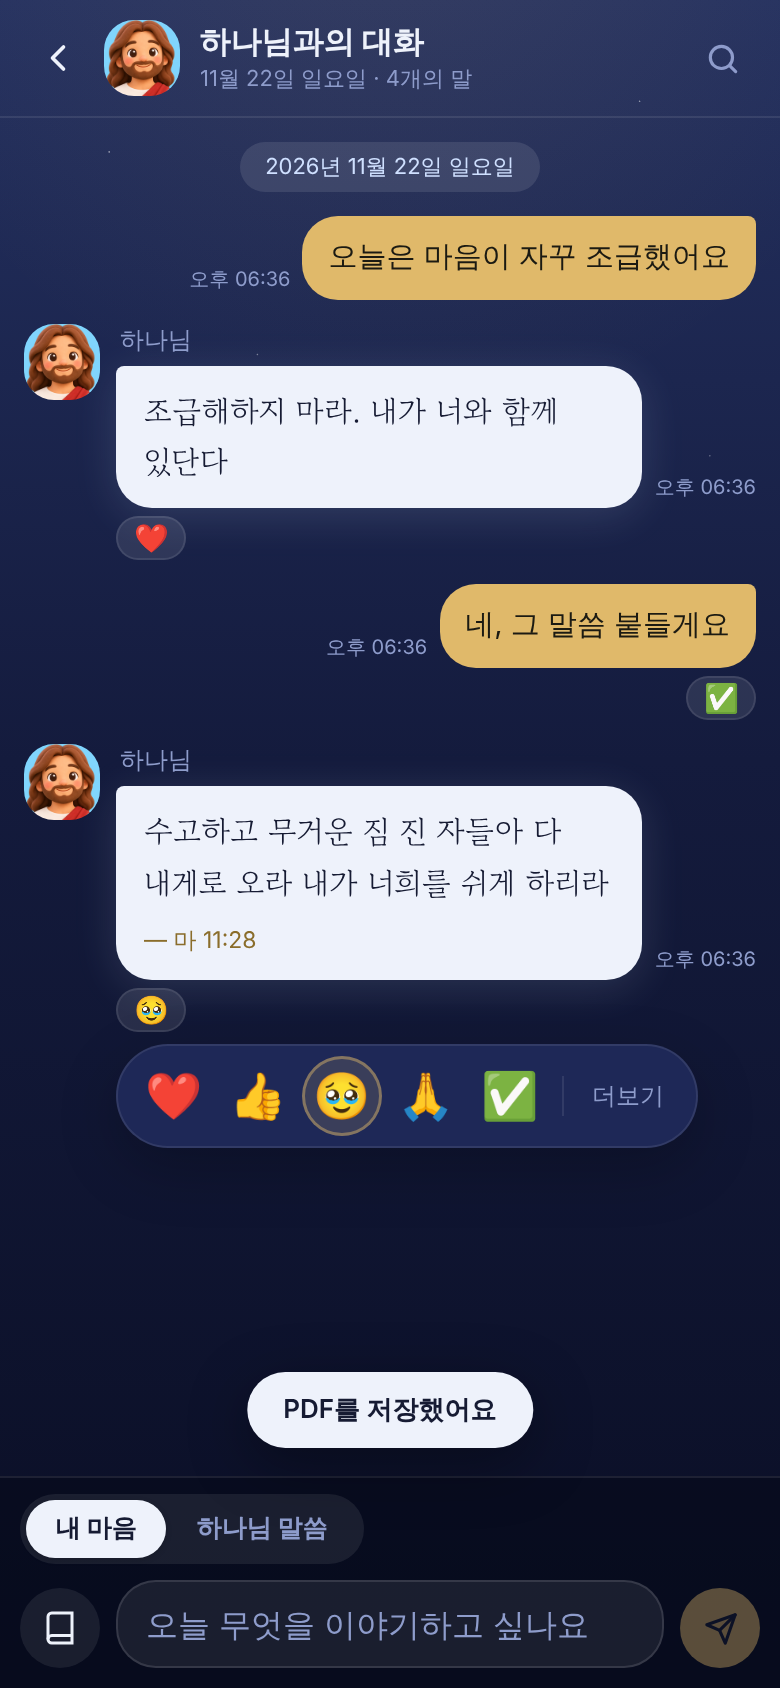 하나님과의 대화
11월 22일 일요일 · 4개의 말
2026년 11월 22일 일요일
오늘은 마음이 자꾸 조급했어요
오후 06:36
하나님
조급해하지 마라. 내가 너와 함께
있단다
오후 06:36
네, 그 말씀 붙들게요
오후 06:36
하나님
수고하고 무거운 짐 진 자들아 다
내게로 오라 내가 너희를 쉬게 하리라
— 마 11:28
오후 06:36
더보기
PDF를 저장했어요
내 마음
하나님 말씀
오늘 무엇을 이야기하고 싶나요